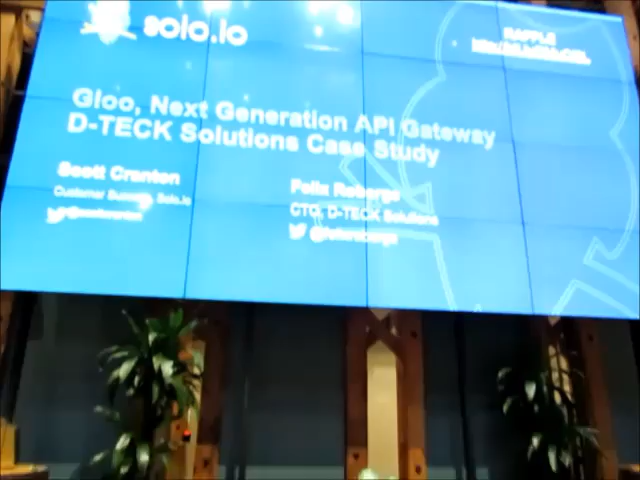 solo.io
RAFFLE
Gloo, Next Generation API Gateway
D-TECK Solutions Case Study
Scott Cranton
Customer Success, Solo.io
Felix Roberge
CTO, D-TECK Solutions